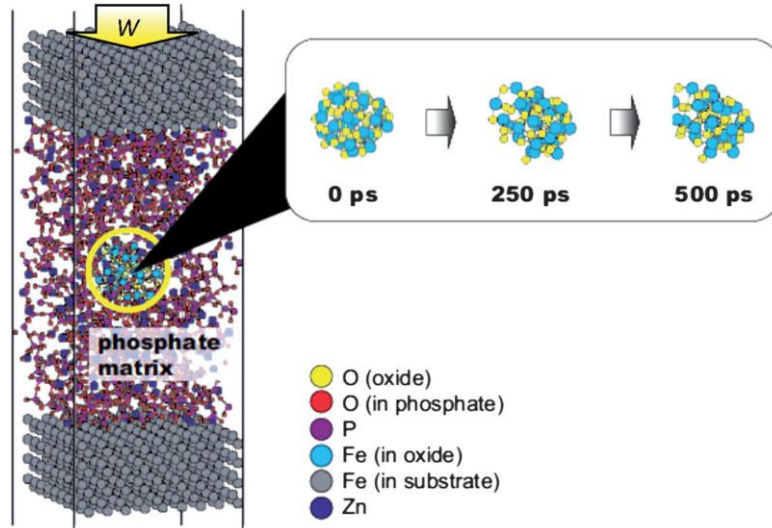 W
0 ps
250 ps
500 ps
phosphate
matrix
O (oxide)
O (in phosphate)
P
Fe (in oxide)
Fe (in substrate)
Zn